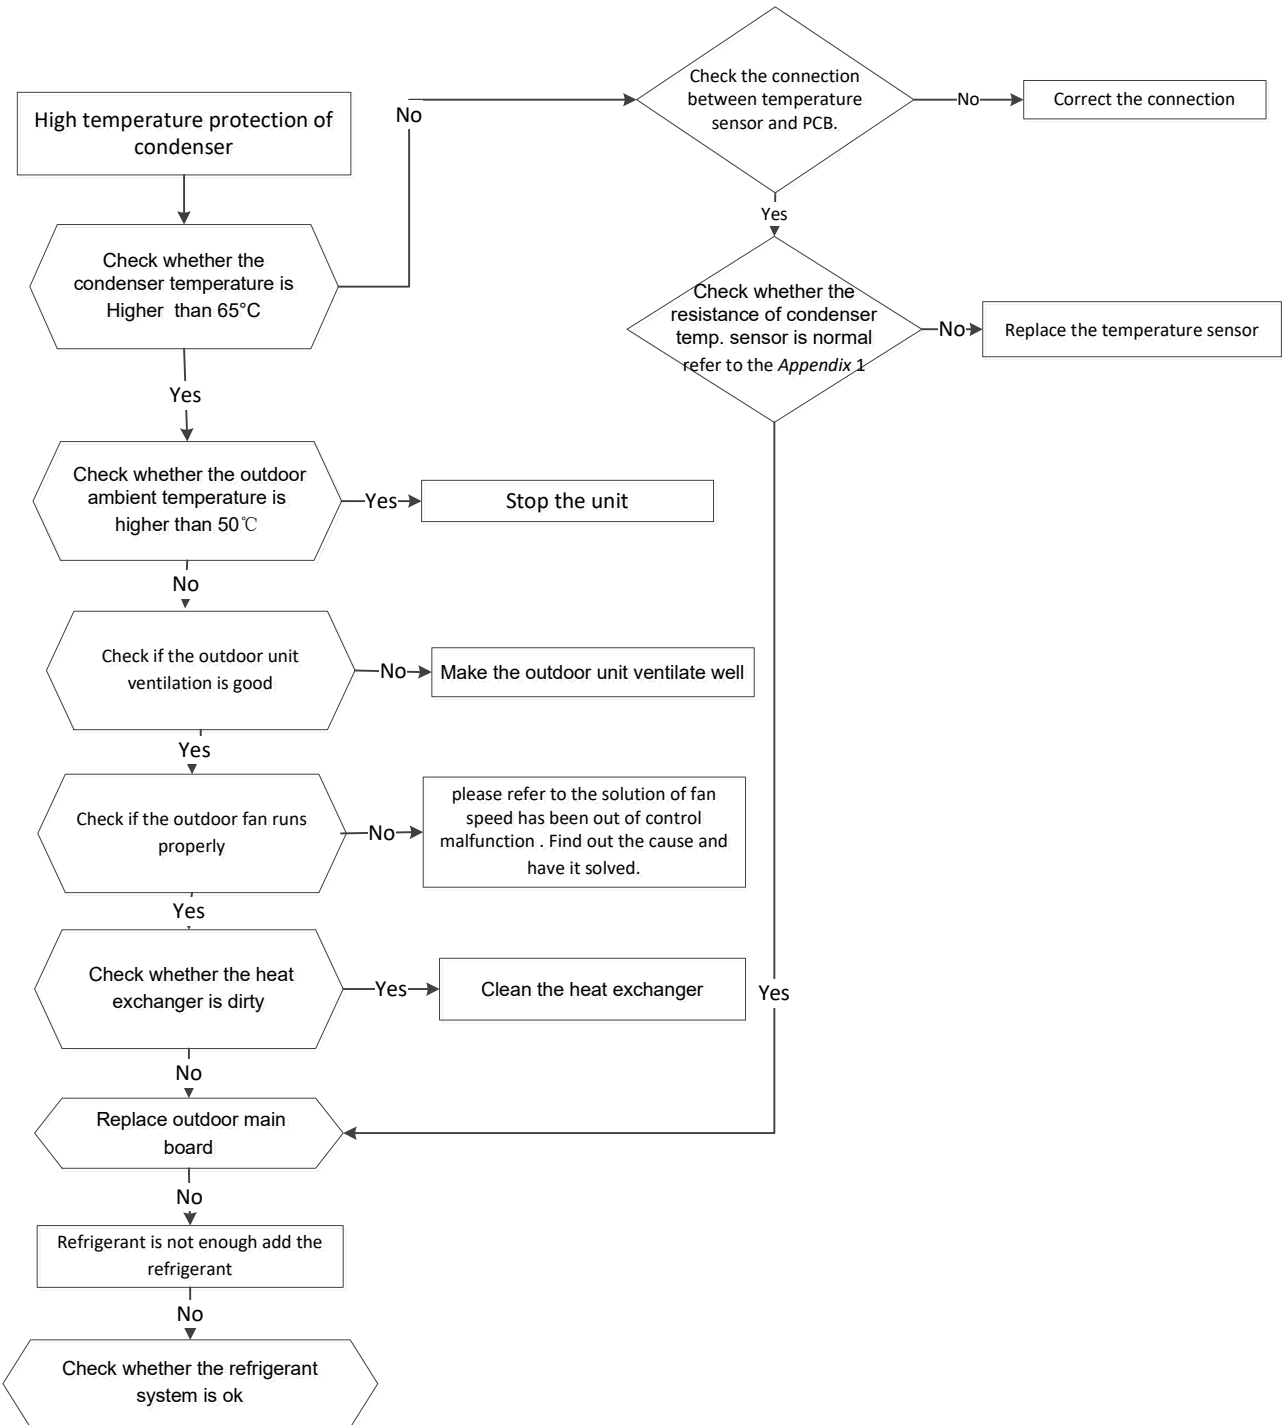 High temperature protection of
condenser
No
Check the connection
between temperature
sensor and PCB.
No
Correct the connection
Yes
Check whether the
condenser temperature is
Higher than 65°C
Check whether the
resistance of condenser
temp. sensor is normal
refer to the Appendix 1
No
Replace the temperature sensor
Yes
Check whether the outdoor
ambient temperature is
higher than 50℃
Yes
Stop the unit
No
Check if the outdoor unit
ventilation is good
No
Make the outdoor unit ventilate well
Yes
Check if the outdoor fan runs
properly
No
please refer to the solution of fan
speed has been out of control
malfunction . Find out the cause and
have it solved.
Yes
Check whether the heat
exchanger is dirty
Yes
Clean the heat exchanger
Yes
No
Replace outdoor main
board
No
Refrigerant is not enough add the
refrigerant
No
Check whether the refrigerant
system is ok